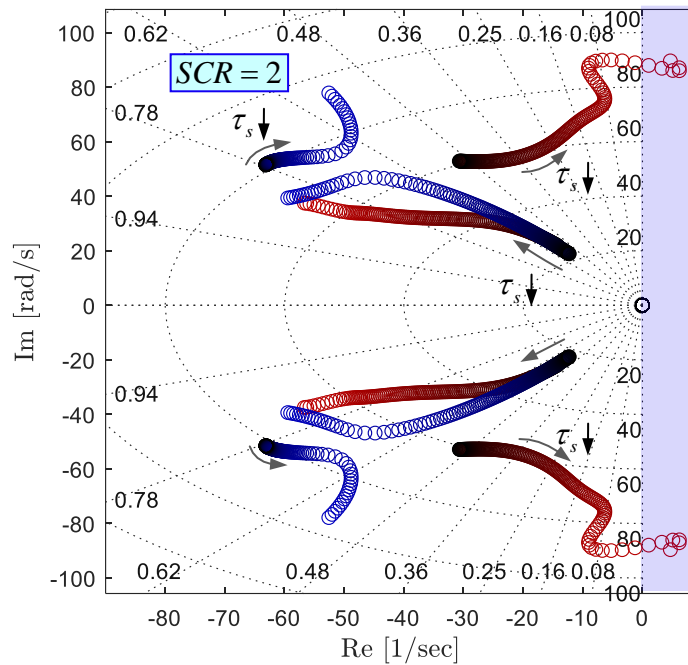 0.62 0.48 0.36 0.25 0.16 0.08 100
100
SCR = 2
80 80
0.78
τs
60 60
τs
40 40
0.94
20 20
τs
0
-20 20
0.94
-40 40
τs
-60 60
0.78
-80 80
0.62 0.48 0.36 0.25 0.16 0.08
-100 100
-80 -70 -60 -50 -40 -30 -20 -10 0
Re [1/sec]
Im [rad/s]